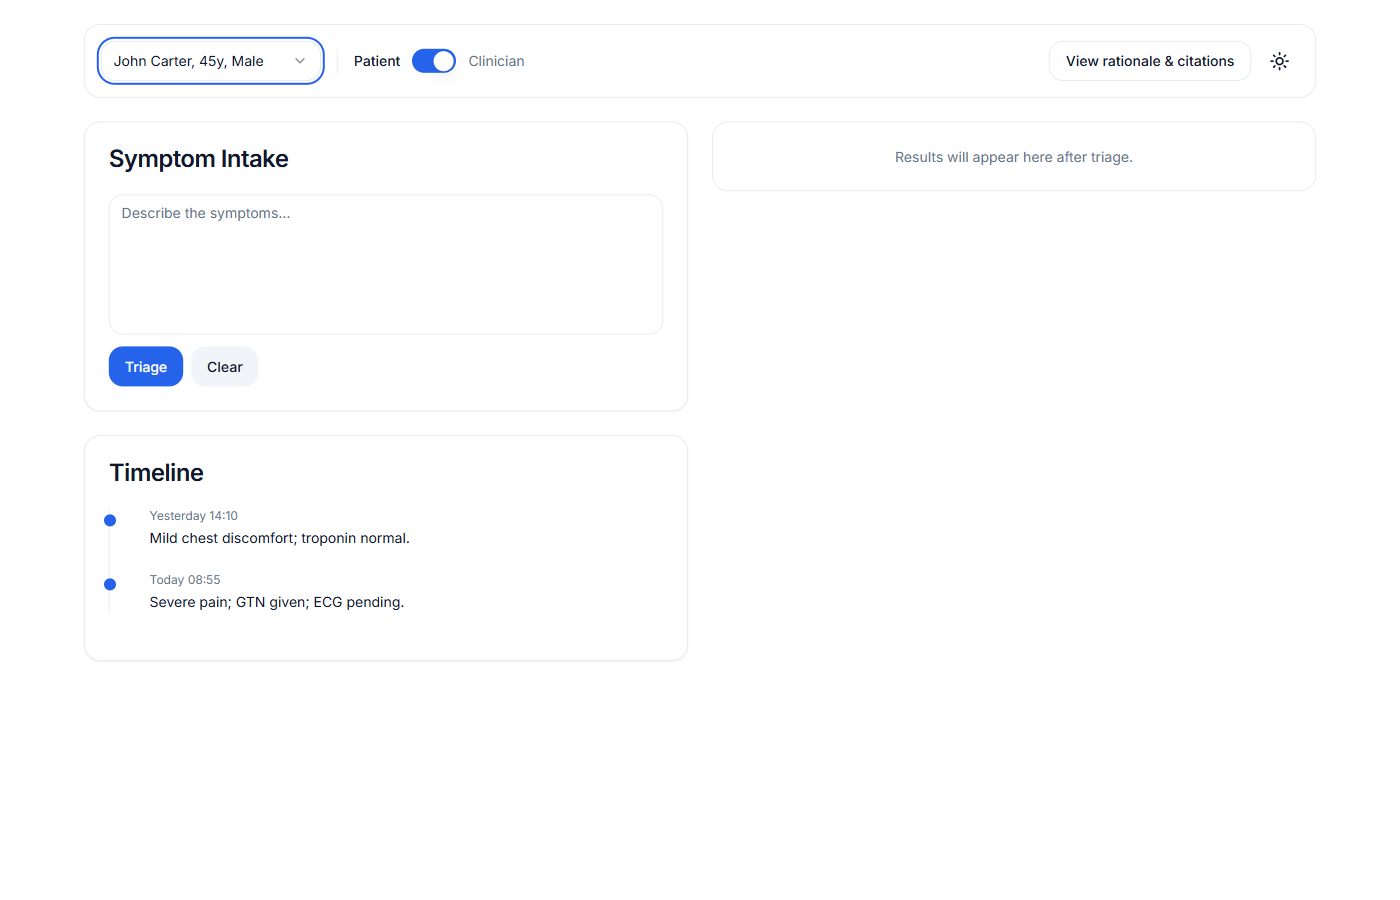 John Carter, 45y, Male
Patient
Clinician
View rationale & citations
Symptom Intake
Describe the symptoms...
Triage
Clear
Results will appear here after triage.
Timeline
Yesterday 14:10
Mild chest discomfort; troponin normal.
Today 08:55
Severe pain; GTN given; ECG pending.